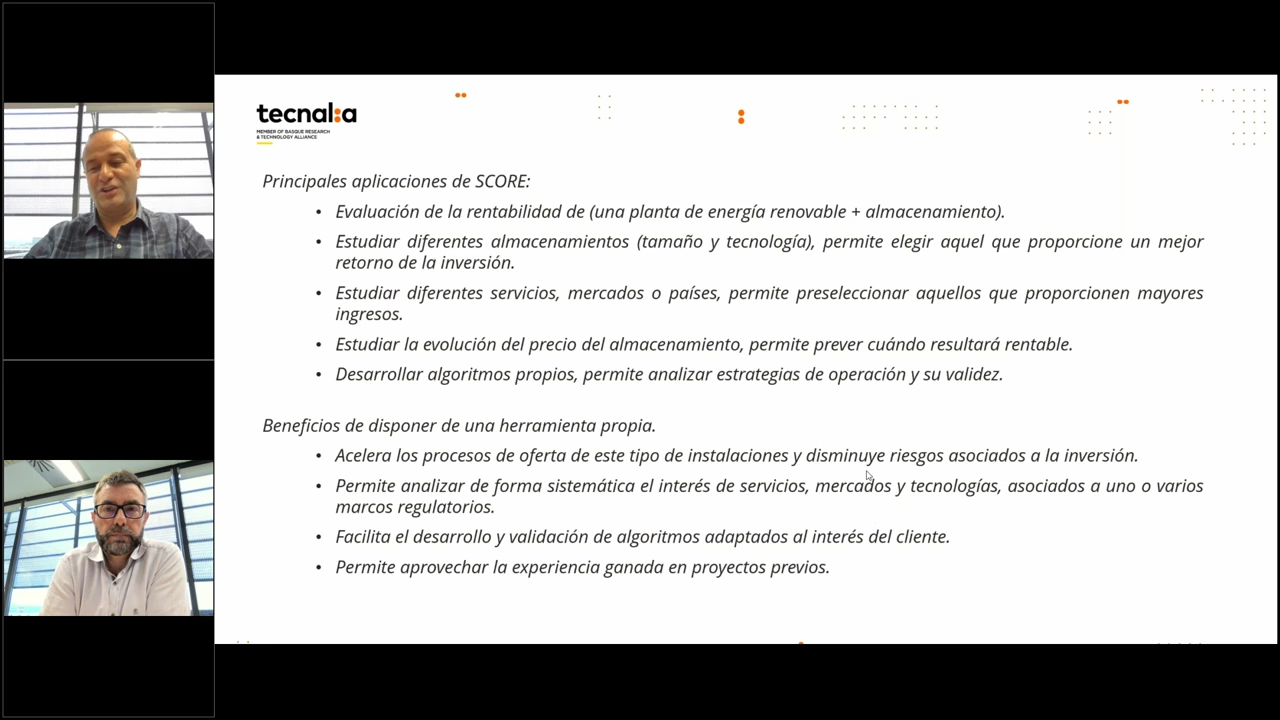 tecnal:a
MEMBER OF BASQUE RESEARCH
& TECHNOLOGY ALLIANCE
Principales aplicaciones de SCORE:
• Evaluación de la rentabilidad de (una planta de energía renovable + almacenamiento).
• Estudiar diferentes almacenamientos (tamaño y tecnología), permite elegir aquel que proporcione un mejor
retorno de la inversión.
• Estudiar diferentes servicios, mercados o países, permite preseleccionar aquellos que proporcionen mayores
ingresos.
• Estudiar la evolución del precio del almacenamiento, permite prever cuándo resultará rentable.
• Desarrollar algoritmos propios, permite analizar estrategias de operación y su validez.
Beneficios de disponer de una herramienta propia.
• Acelera los procesos de oferta de este tipo de instalaciones y disminuye riesgos asociados a la inversión.
• Permite analizar de forma sistemática el interés de servicios, mercados y tecnologías, asociados a uno o varios
marcos regulatorios.
• Facilita el desarrollo y validación de algoritmos adaptados al interés del cliente.
• Permite aprovechar la experiencia ganada en proyectos previos.